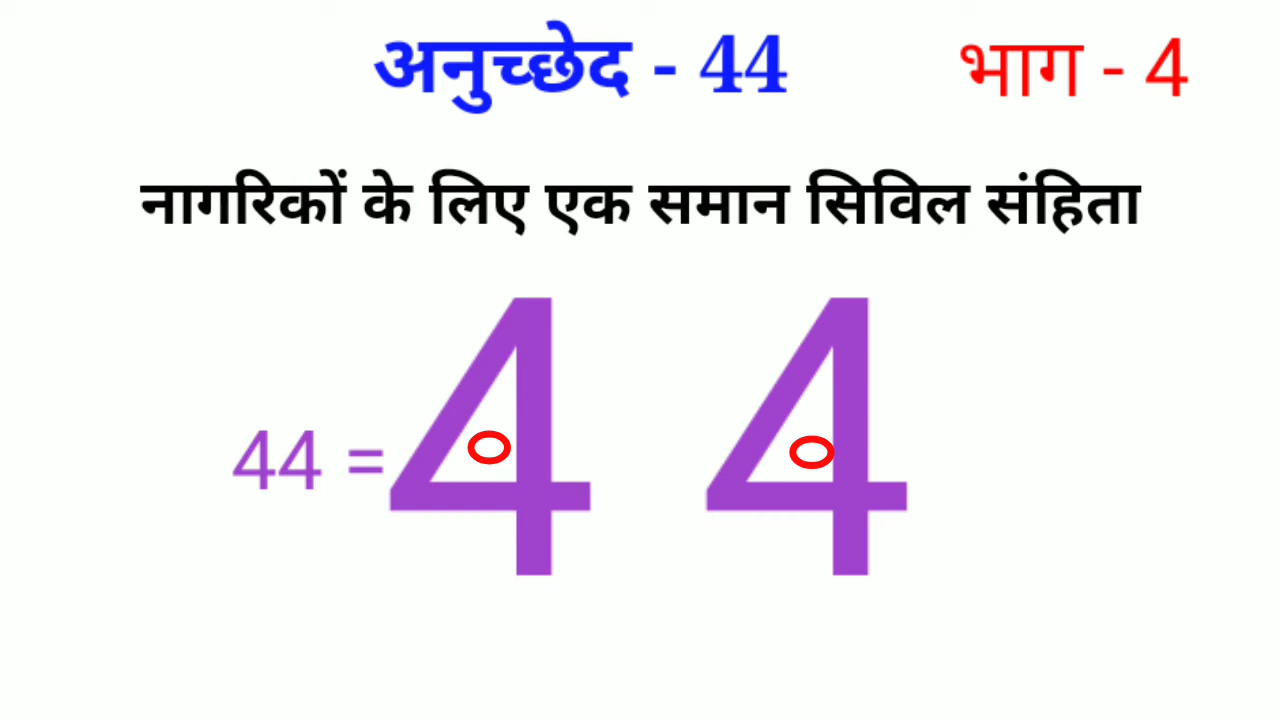 अनुच्छेद - 44 भाग - 4
नागरिकों के लिए एक समान सिविल संहिता
44 = 4 4